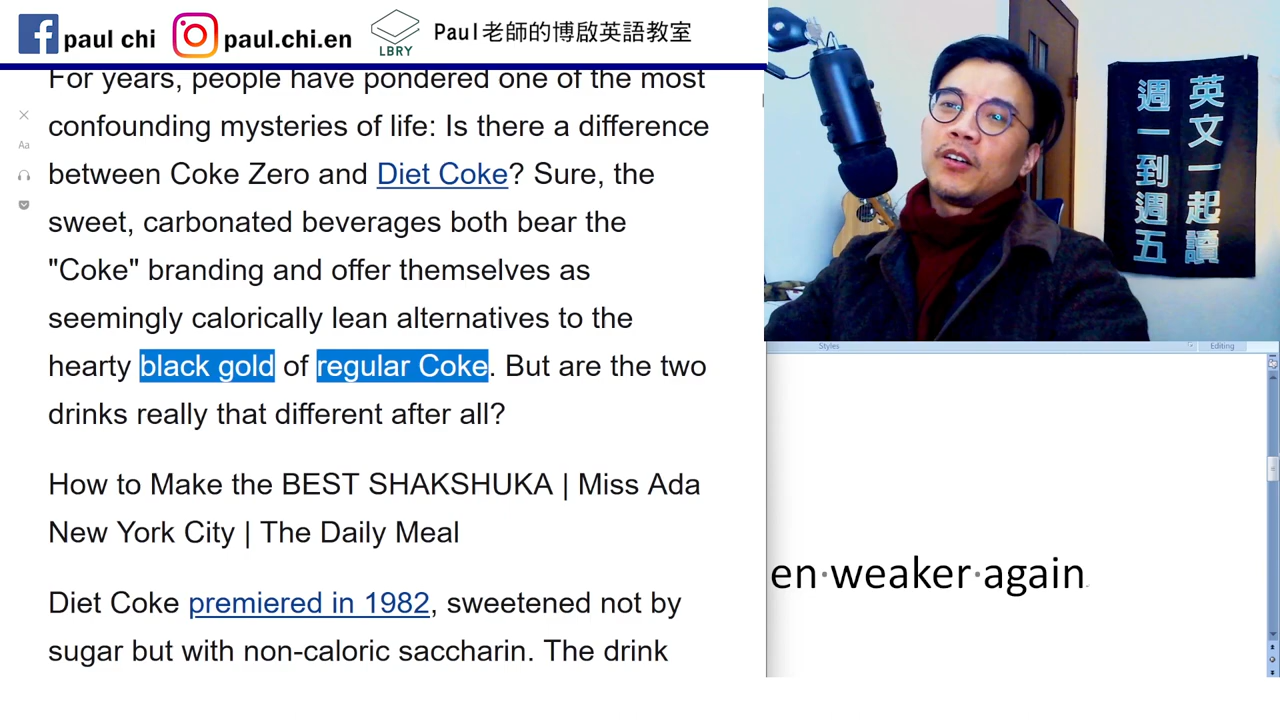 paul chi
paul.chi.en
LBRY
Paul老師的博啟英語教室
For years, people have pondered one of the most
confounding mysteries of life: Is there a difference
between Coke Zero and Diet Coke? Sure, the
sweet, carbonated beverages both bear the
"Coke" branding and offer themselves as
seemingly calorically lean alternatives to the
hearty black gold of regular Coke. But are the two
drinks really that different after all?
How to Make the BEST SHAKSHUKA | Miss Ada
New York City | The Daily Meal
Diet Coke premiered in 1982, sweetened not by
sugar but with non-caloric saccharin. The drink
Aa
英文一起讀
週一到週五
Styles
Editing
en·weaker·again